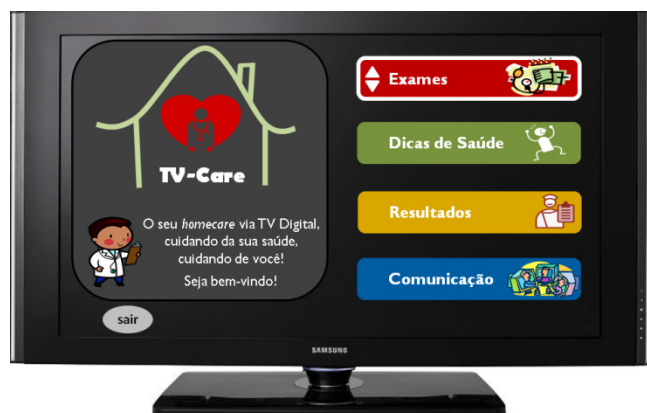 TV-Care
O seu homecare via TV Digital,
cuidando da sua saúde,
cuidando de você!
Seja bem-vindo!
sair
Exames
Dicas de Saúde
Resultados
Comunicação
SAMSUNG